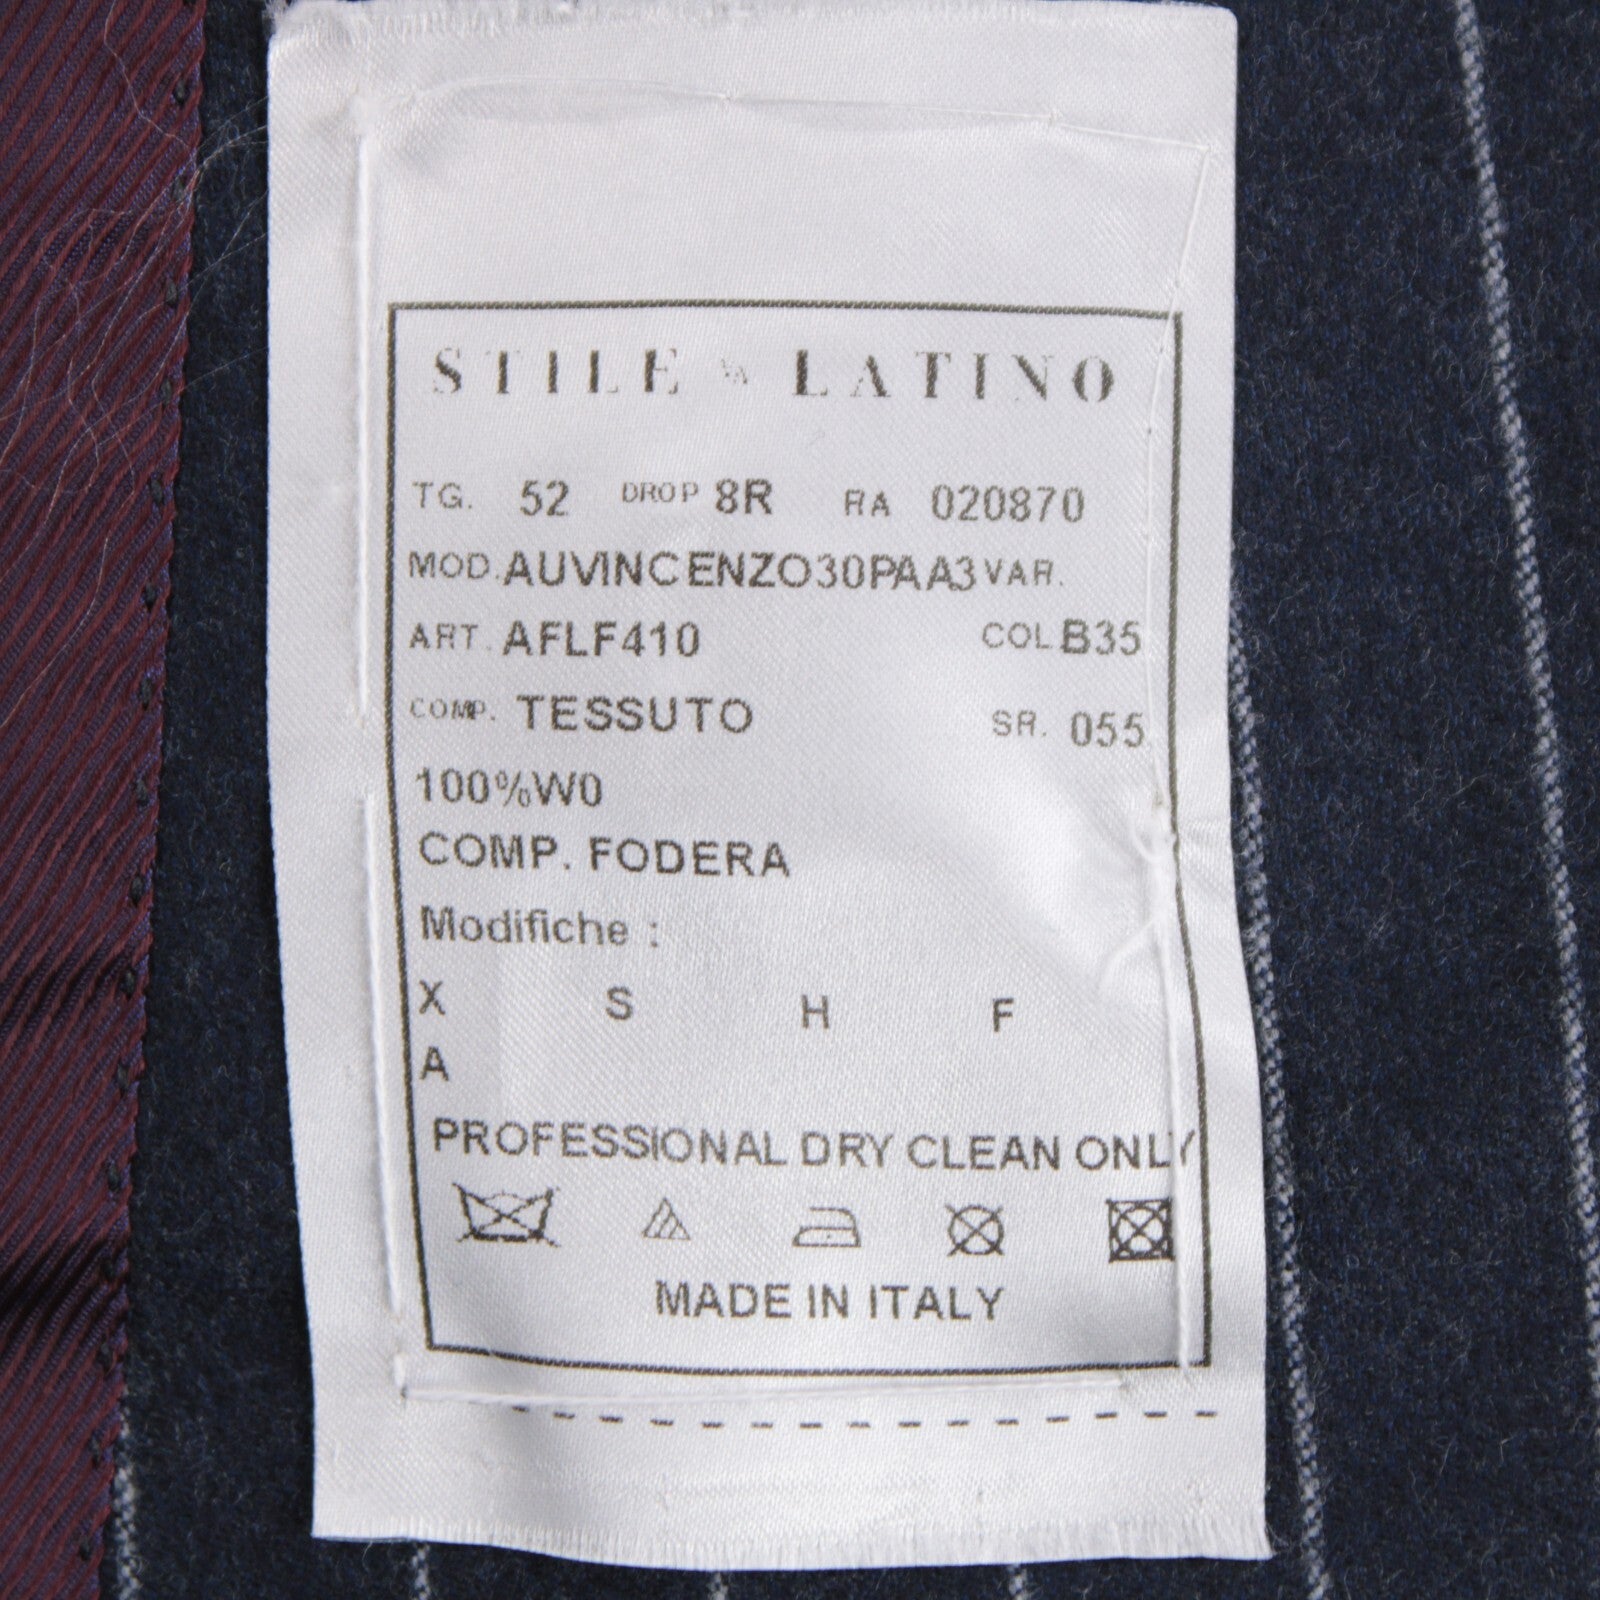 STILE LATINO
TG. 52 DROP 8R RA 020870
MOD. AUVINCENZO30PAA3 VAR.
ART. AFLF410 COL B35
COMP. TESSUTO SR. 055
100%W0
COMP. FODERA
Modifiche :
X S H F
A
PROFESSIONAL DRY CLEAN ONLY
MADE IN ITALY